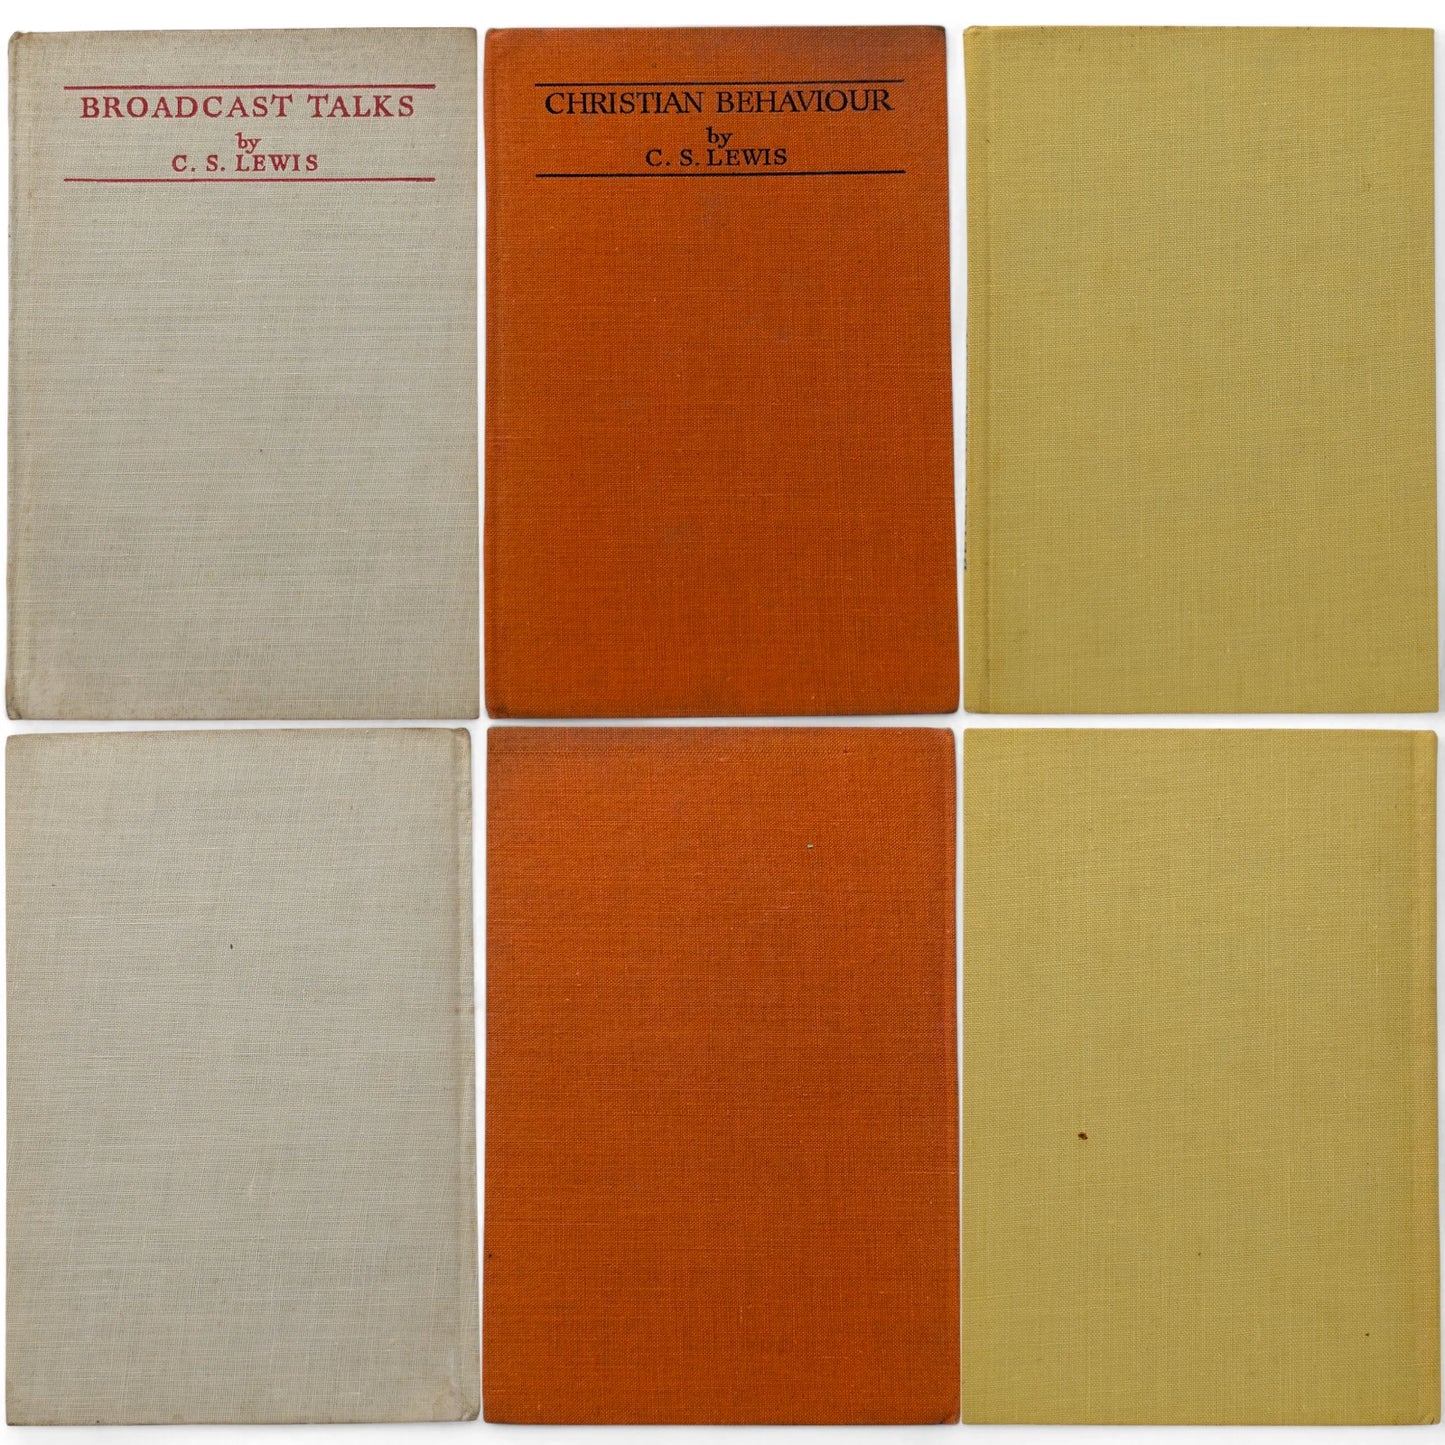 BROADCAST TALKS
by
C. S. LEWIS
CHRISTIAN BEHAVIOUR
by
C. S. LEWIS